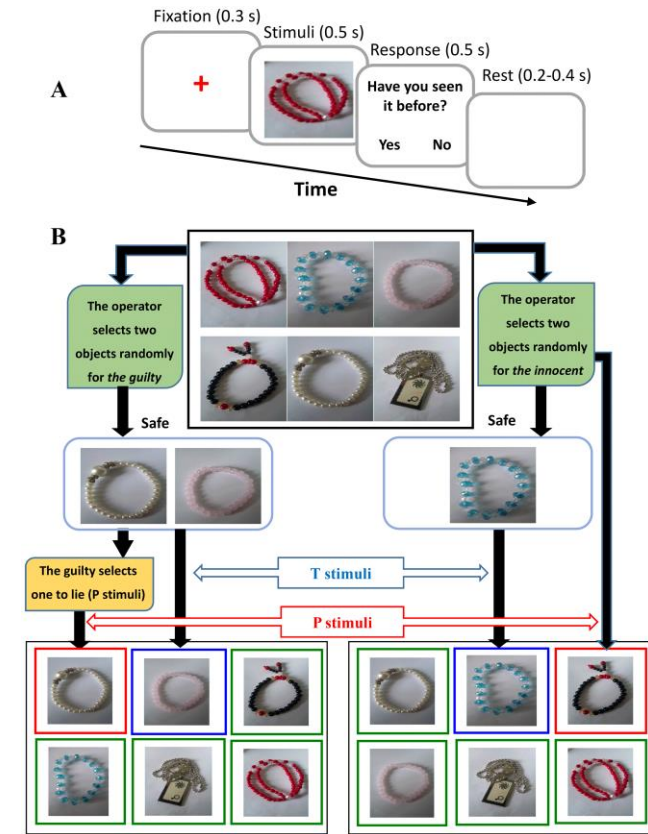 Fixation (0.3 s)
Stimuli (0.5 s)
Response (0.5 s)
Rest (0.2-0.4 s)
A
+
Have you seen
it before?
Yes No
Time
B
The operator
selects two
objects randomly
for the guilty
The operator
selects two
objects randomly
for the innocent
Safe
Safe
The guilty selects
one to lie (P stimuli)
T stimuli
P stimuli